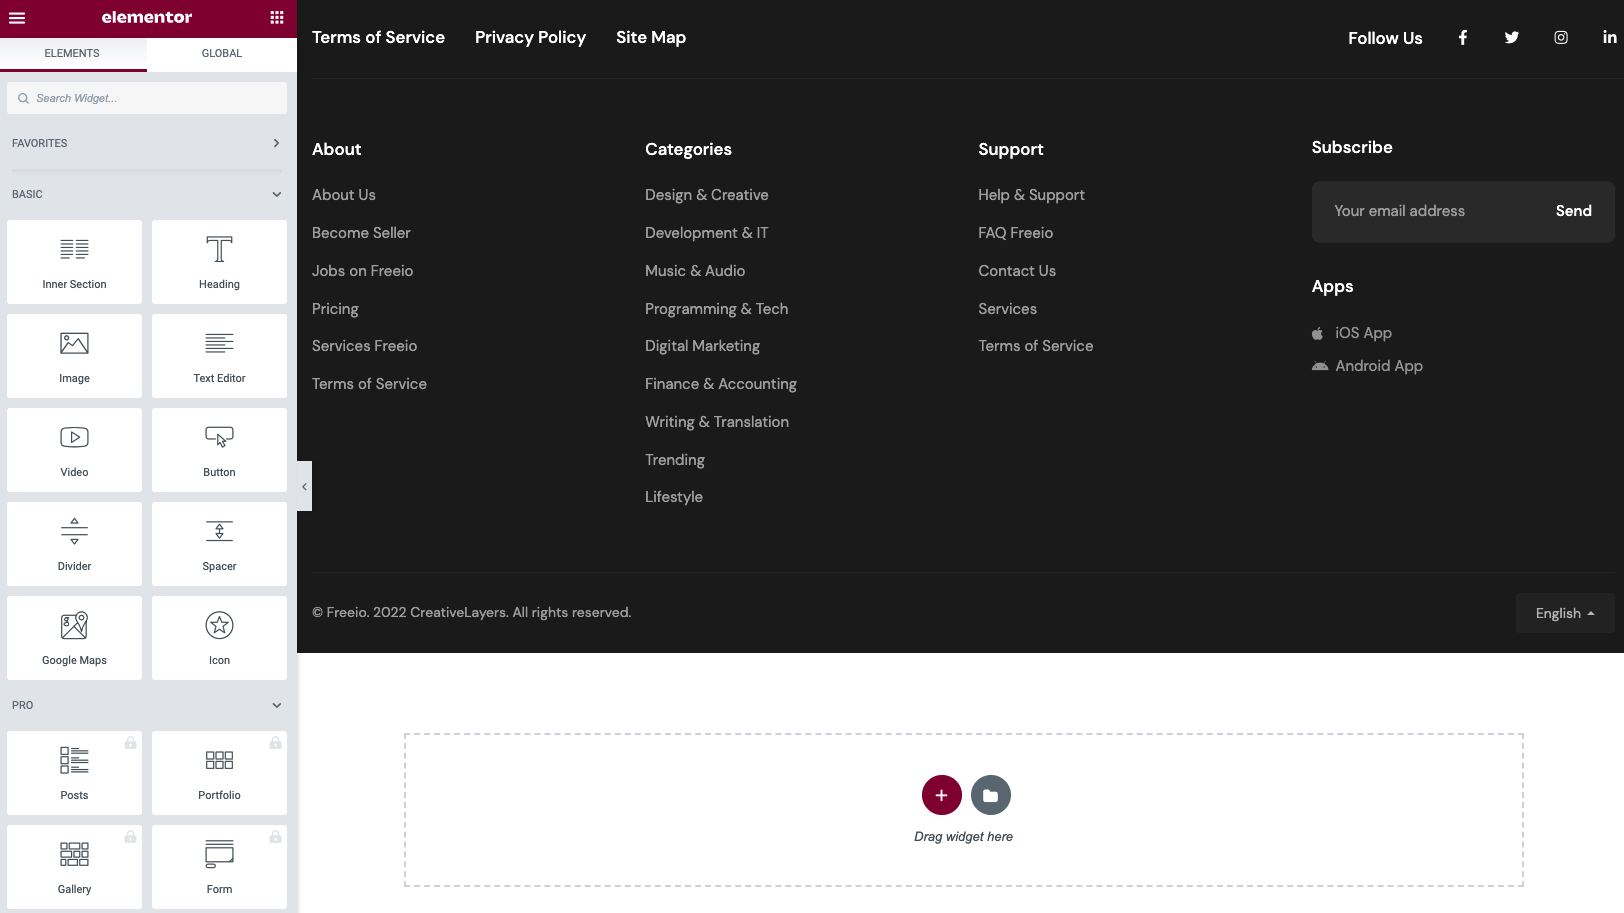 elementor
ELEMENTS GLOBAL
Search Widget...
FAVORITES
BASIC
Inner Section Heading
Image Text Editor
Video Button
Divider Spacer
Google Maps Icon
PRO
Posts Portfolio
Gallery Form
Terms of Service Privacy Policy Site Map
Follow Us
About
About Us
Become Seller
Jobs on Freeio
Pricing
Services Freeio
Terms of Service
Categories
Design & Creative
Development & IT
Music & Audio
Programming & Tech
Digital Marketing
Finance & Accounting
Writing & Translation
Trending
Lifestyle
Support
Help & Support
FAQ Freeio
Contact Us
Services
Terms of Service
Subscribe
Your email address Send
Apps
iOS App
Android App
© Freeio. 2022 CreativeLayers. All rights reserved.
English
Drag widget here